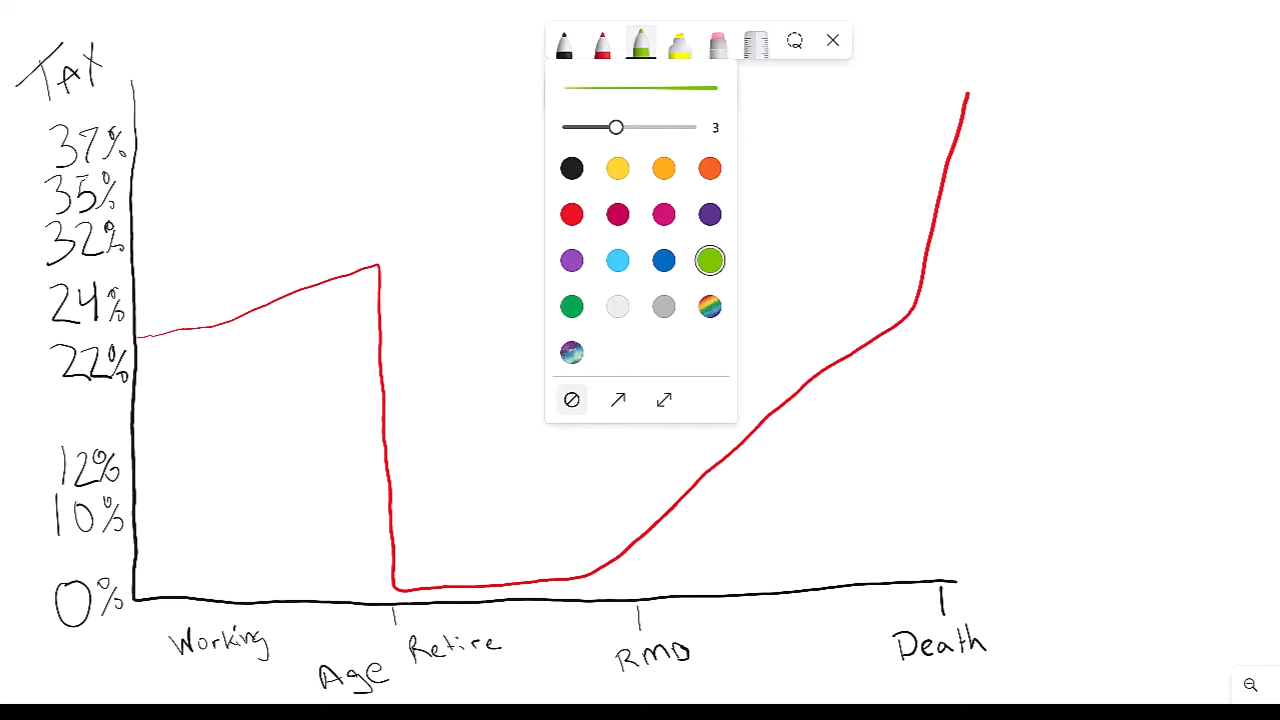 TAX
37%
35%
32%
24%
22%
12%
10%
0%
3
Working
Retire
RMD
Death
Age